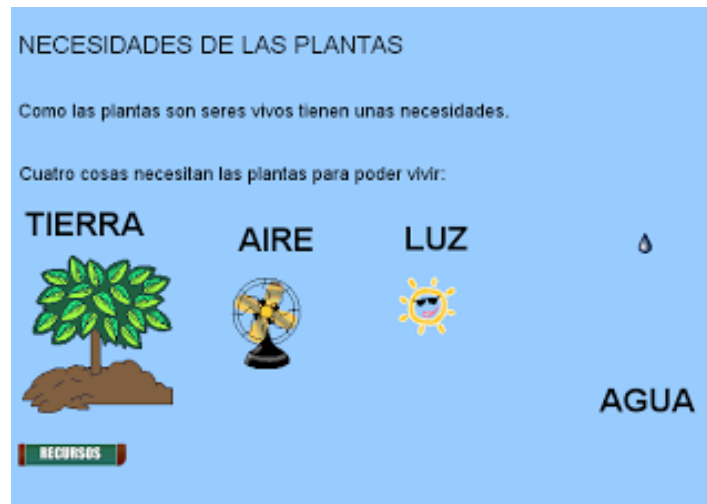 NECESIDADES DE LAS PLANTAS
Como las plantas son seres vivos tienen unas necesidades.
Cuatro cosas necesitan las plantas para poder vivir:
TIERRA
AIRE
LUZ
AGUA
RECURSOS